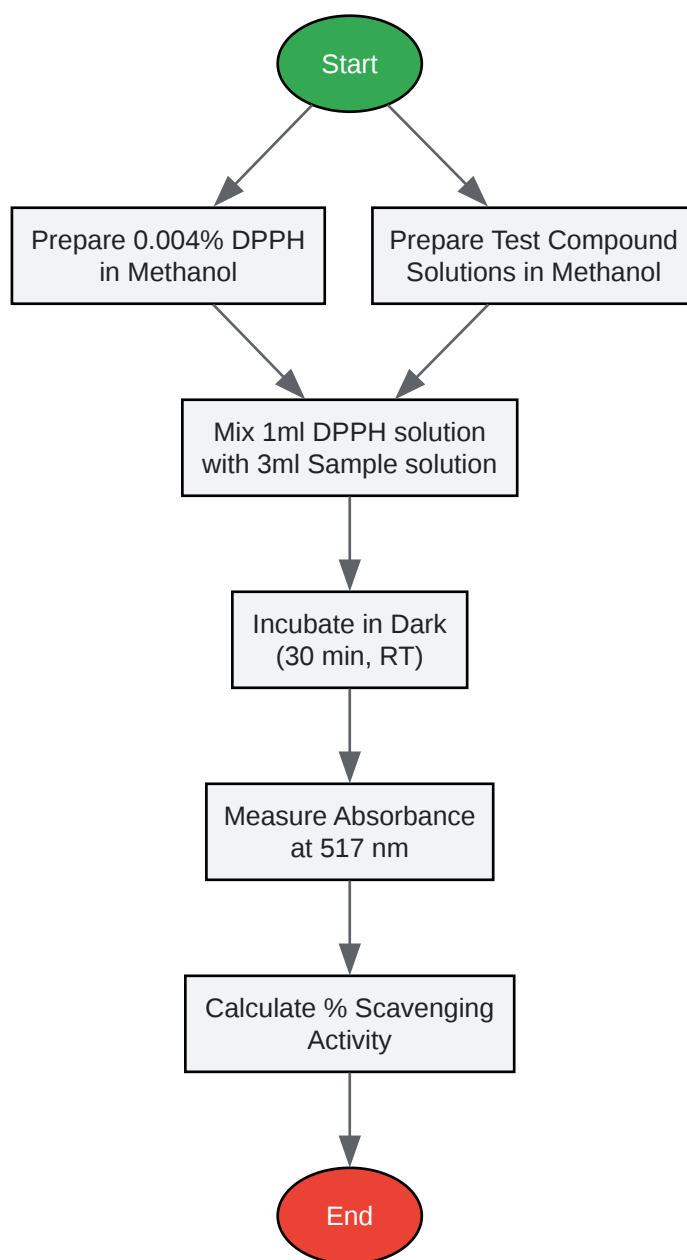 Start
Prepare 0.004% DPPH
in Methanol
Prepare Test Compound
Solutions in Methanol
Mix 1ml DPPH solution
with 3ml Sample solution
Incubate in Dark
(30 min, RT)
Measure Absorbance
at 517 nm
Calculate % Scavenging
Activity
End